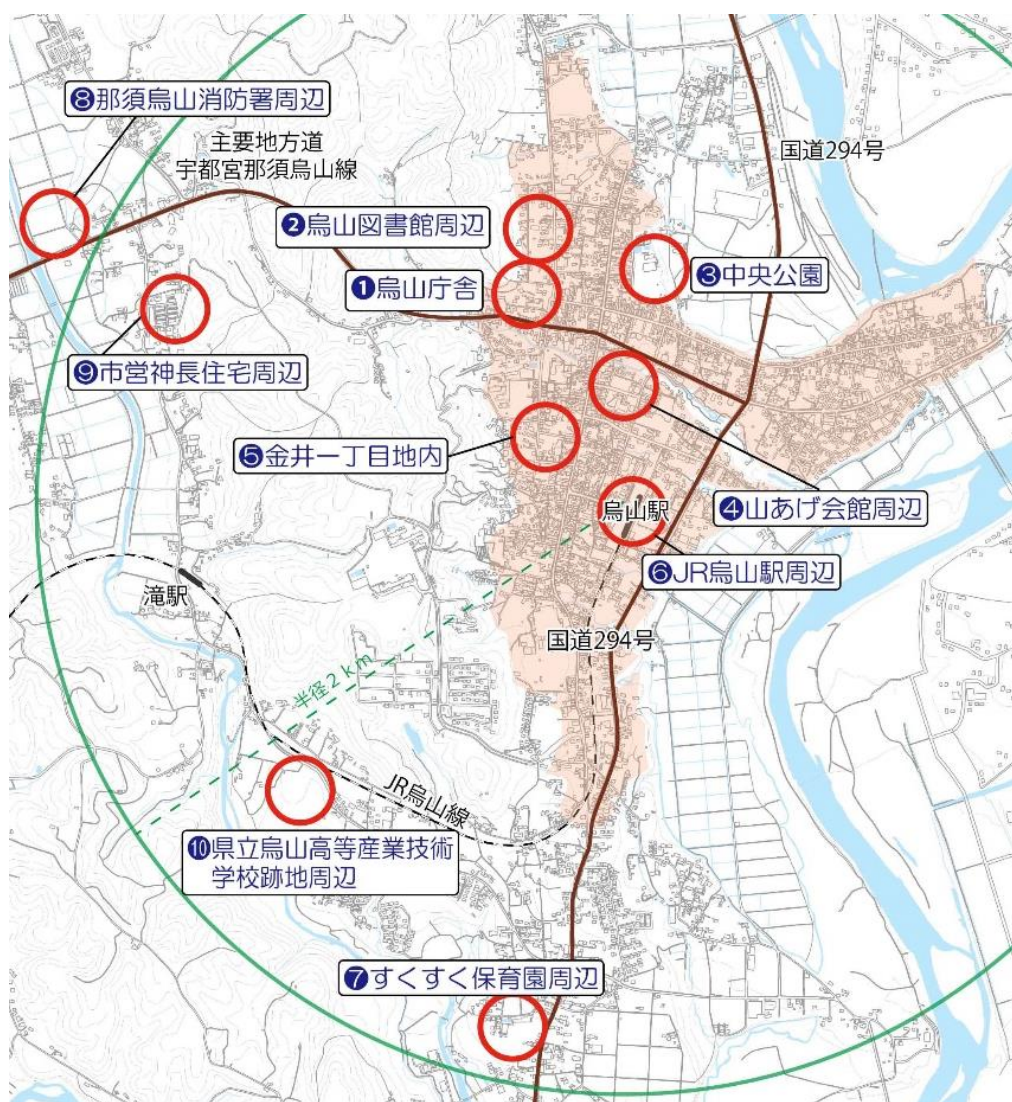 ❽那須烏山消防署周辺
主要地方道
宇都宮那須烏山線
国道294号
❷烏山図書館周辺
❶烏山庁舎
❸中央公園
❾市営神長住宅周辺
❺金井一丁目地内
❹山あげ会館周辺
烏山駅
❻JR烏山駅周辺
滝駅
国道294号
半径2km
JR烏山線
❿県立烏山高等産業技術
学校跡地周辺
❼すくすく保育園周辺